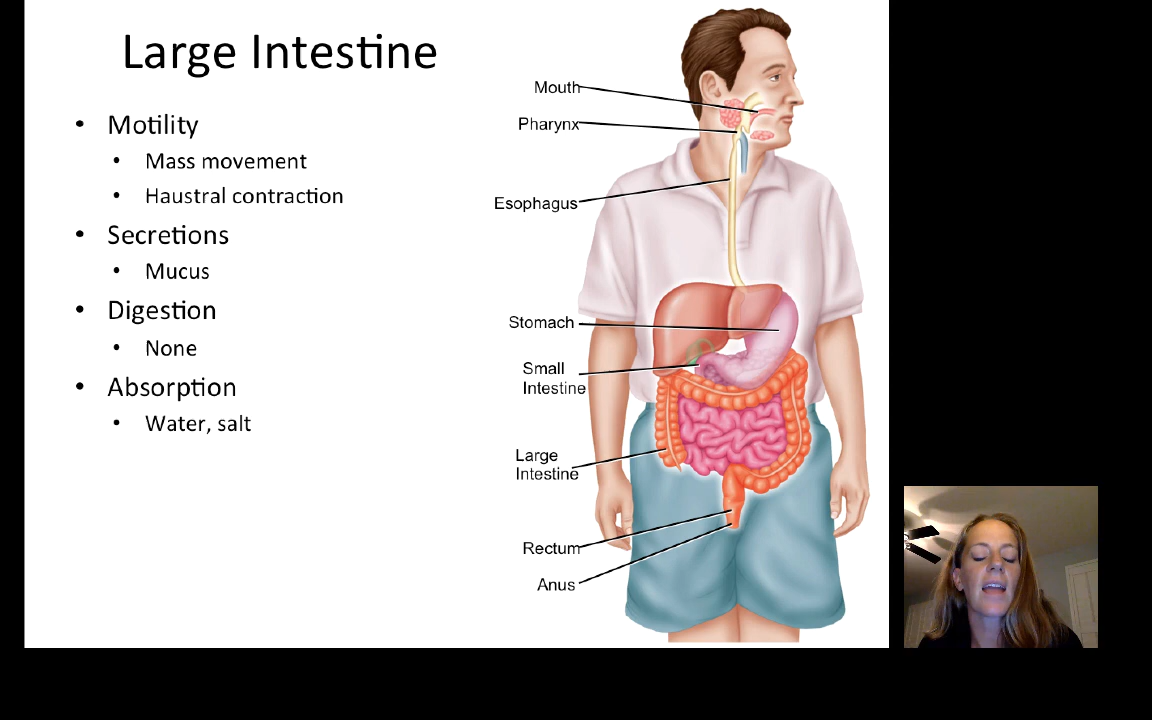 Large Intestine
• Motility
• Mass movement
• Haustral contraction
• Secretions
• Mucus
• Digestion
• None
• Absorption
• Water, salt
Mouth
Pharynx
Esophagus
Stomach
Small
Intestine
Large
Intestine
Rectum
Anus